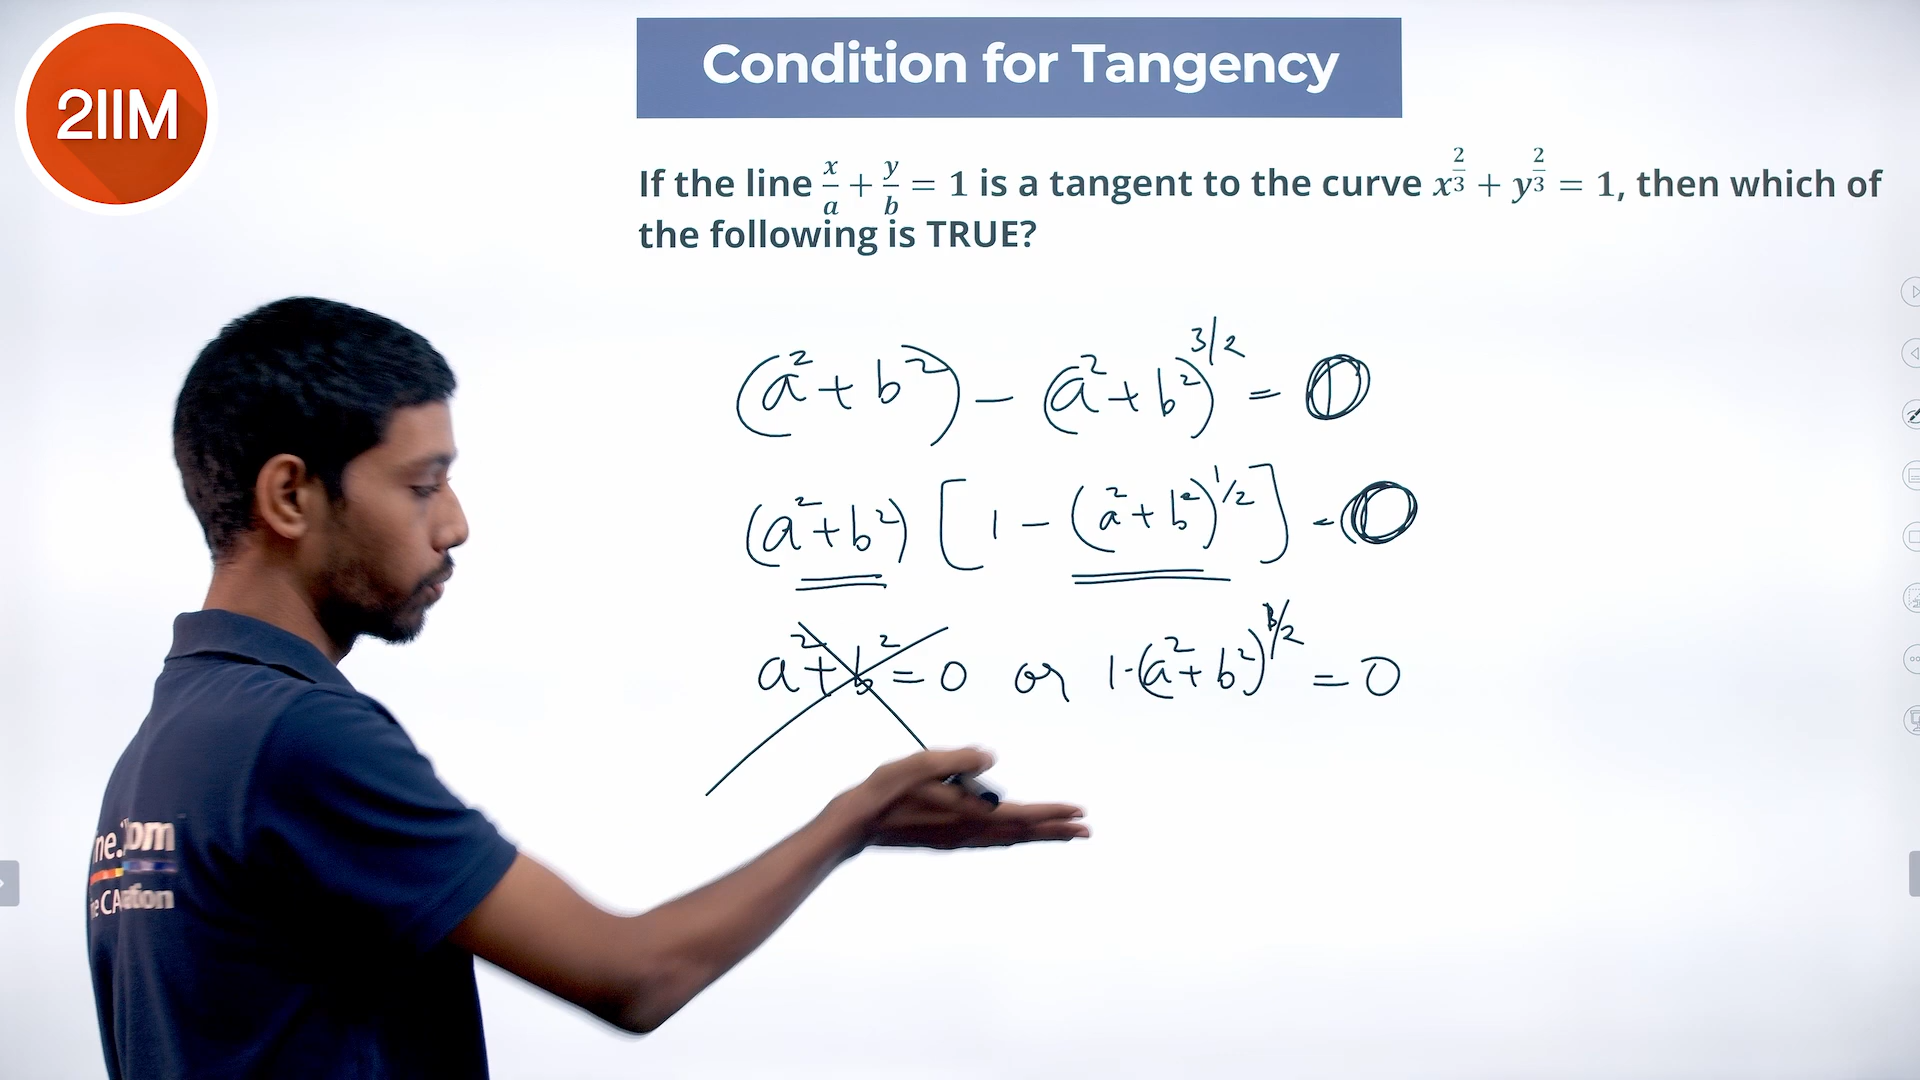 2IIM
Condition for Tangency
If the line x/a + y/b = 1 is a tangent to the curve x^(2/3) + y^(2/3) = 1, then which of
the following is TRUE?
(a² + b²) − (a² + b²)^(3/2) = 0
(a² + b²) [1 − (a² + b²)^(1/2)] = 0
a² + b² = 0 or 1 - (a² + b²)^(1/2) = 0